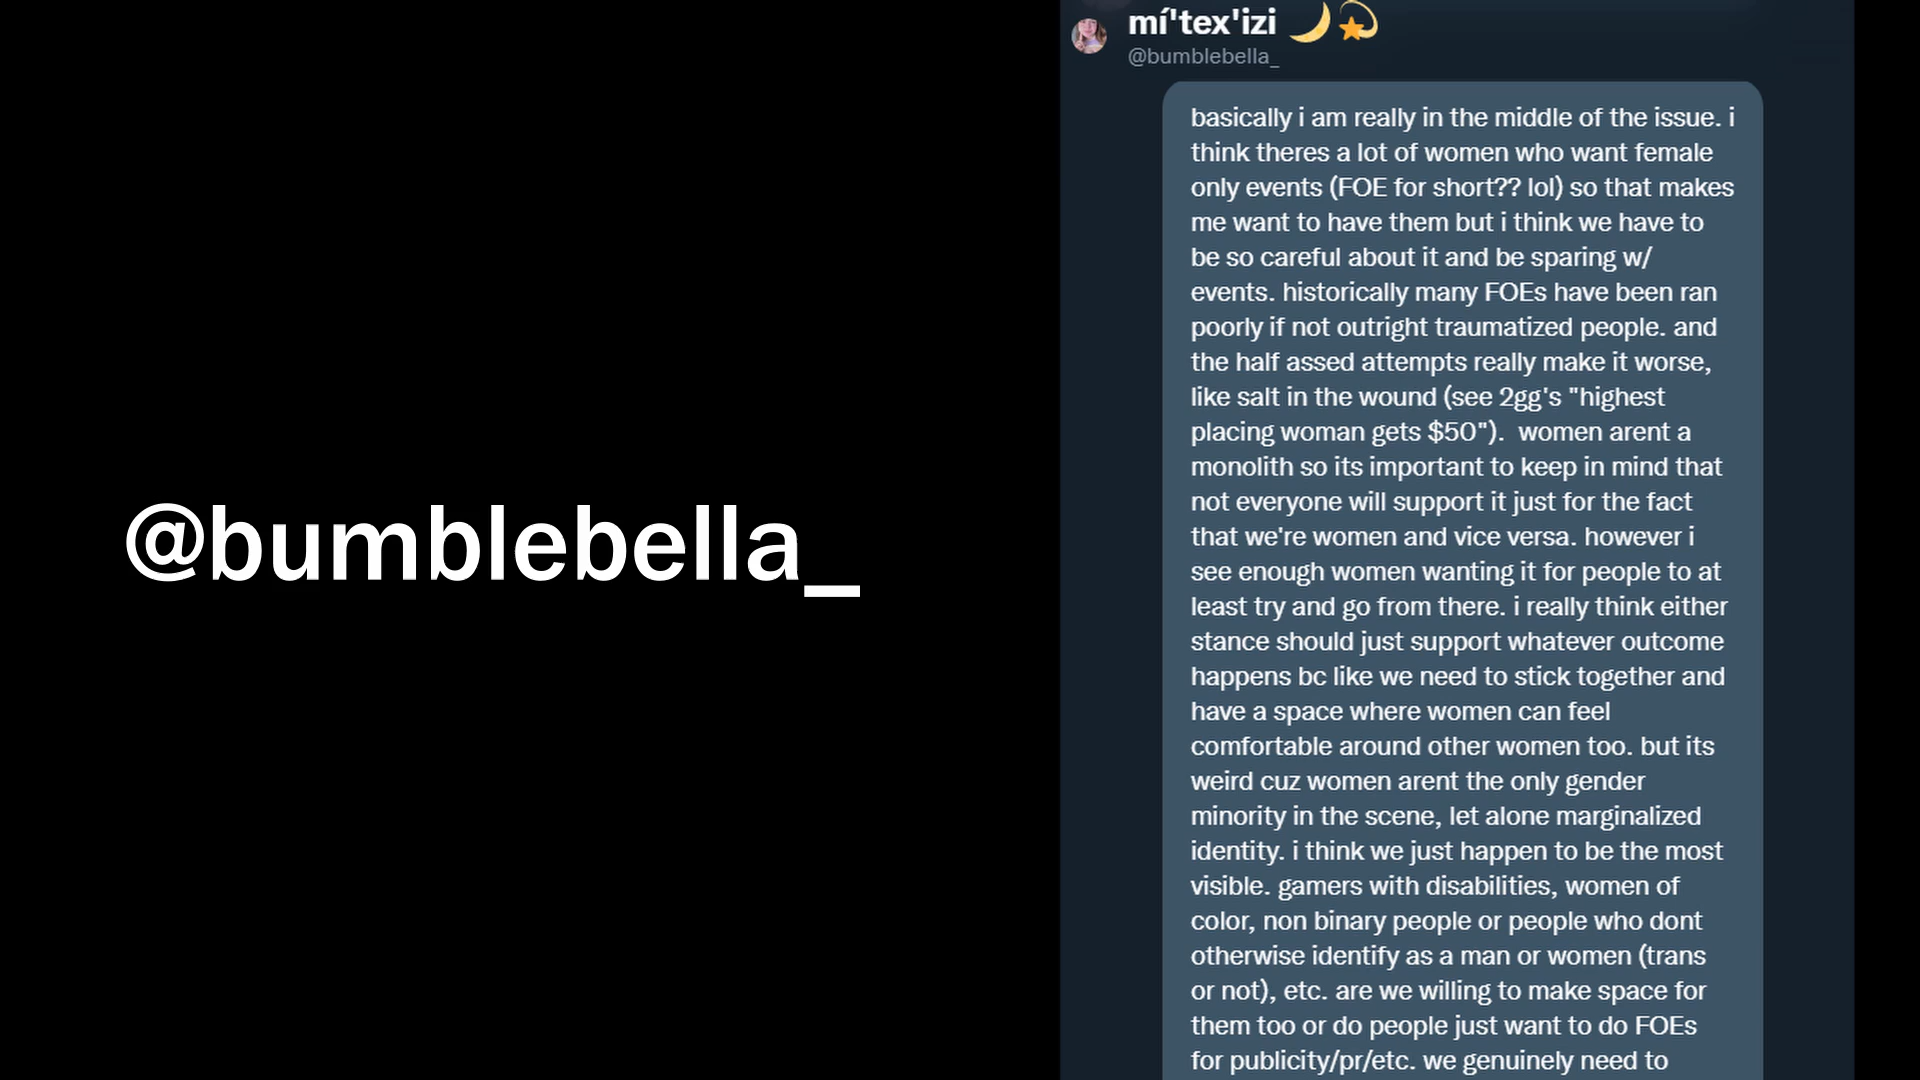 @bumblebella_
mí'tex'izi 🌙💫
@bumblebella_
basically i am really in the middle of the issue. i
think theres a lot of women who want female
only events (FOE for short?? lol) so that makes
me want to have them but i think we have to
be so careful about it and be sparing w/
events. historically many FOEs have been ran
poorly if not outright traumatized people. and
the half assed attempts really make it worse,
like salt in the wound (see 2gg's "highest
placing woman gets $50").  women arent a
monolith so its important to keep in mind that
not everyone will support it just for the fact
that we're women and vice versa. however i
see enough women wanting it for people to at
least try and go from there. i really think either
stance should just support whatever outcome
happens bc like we need to stick together and
have a space where women can feel
comfortable around other women too. but its
weird cuz women arent the only gender
minority in the scene, let alone marginalized
identity. i think we just happen to be the most
visible. gamers with disabilities, women of
color, non binary people or people who dont
otherwise identify as a man or women (trans
or not), etc. are we willing to make space for
them too or do people just want to do FOEs
for publicity/pr/etc. we genuinely need to